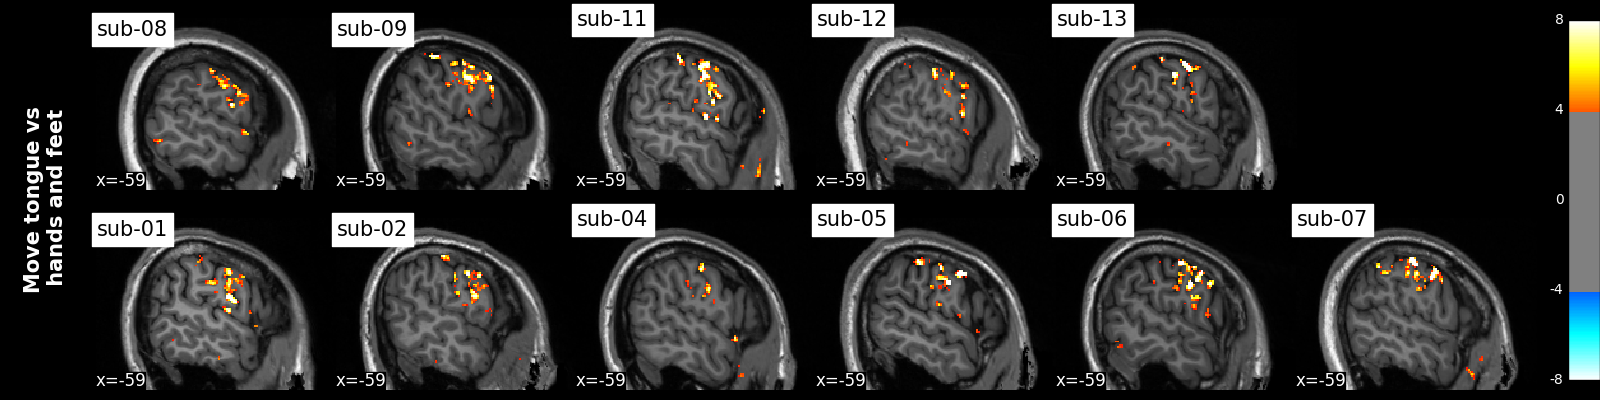 Move tongue vs
hands and feet
sub-08
sub-09
sub-11
sub-12
sub-13
x=-59
x=-59
x=-59
x=-59
x=-59
sub-01
sub-02
sub-04
sub-05
sub-06
sub-07
x=-59
x=-59
x=-59
x=-59
x=-59
x=-59
8
4
0
-4
-8